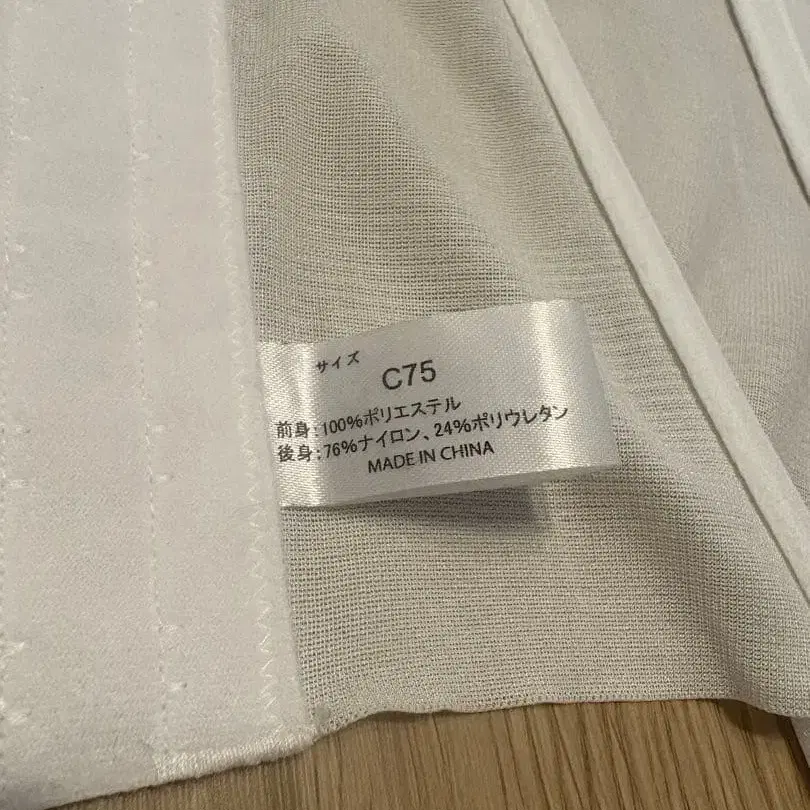 サイズ
C75
前身:100%ポリエステル
後身:76%ナイロン、24%ポリウレタン
MADE IN CHINA